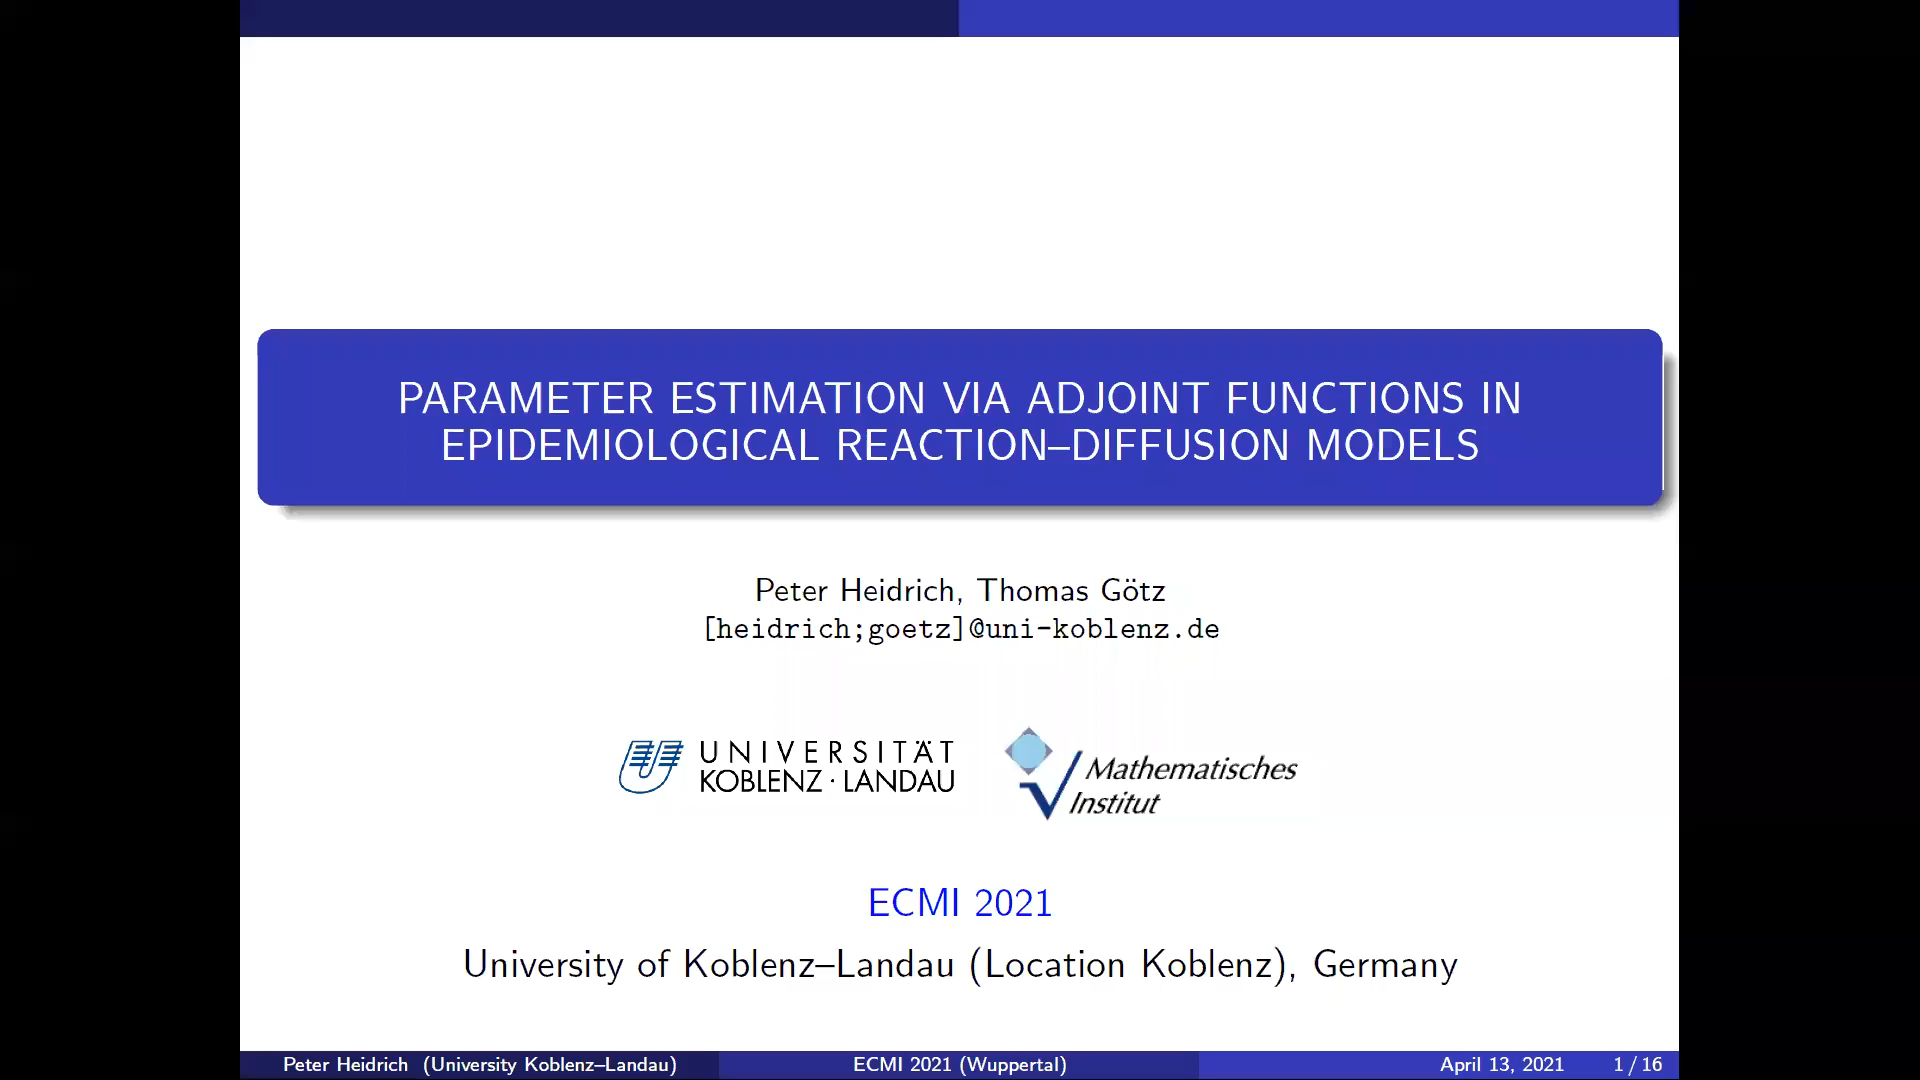 PARAMETER ESTIMATION VIA ADJOINT FUNCTIONS IN
EPIDEMIOLOGICAL REACTION–DIFFUSION MODELS
Peter Heidrich, Thomas Götz
[heidrich;goetz]@uni-koblenz.de
UNIVERSITÄT
KOBLENZ · LANDAU
Mathematisches
Institut
ECMI 2021
University of Koblenz–Landau (Location Koblenz), Germany
Peter Heidrich (University Koblenz–Landau) ECMI 2021 (Wuppertal) April 13, 2021 1 / 16